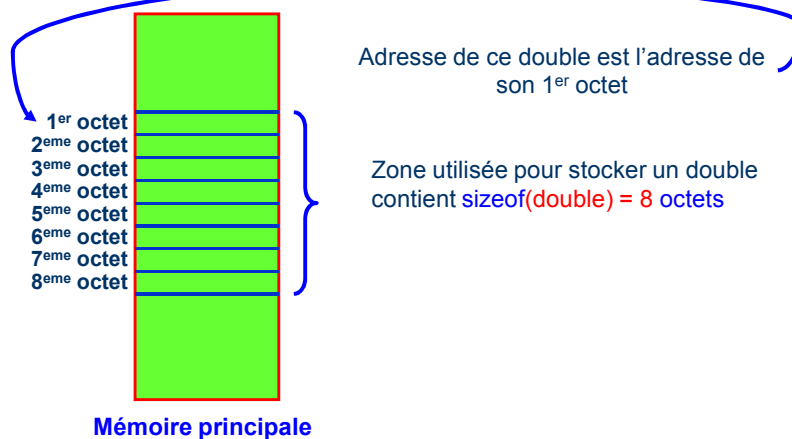 Adresse de ce double est l’adresse de
son 1er octet
1er octet
2eme octet
3eme octet
4eme octet
5eme octet
6eme octet
7eme octet
8eme octet
Zone utilisée pour stocker un double
contient sizeof(double) = 8 octets
Mémoire principale